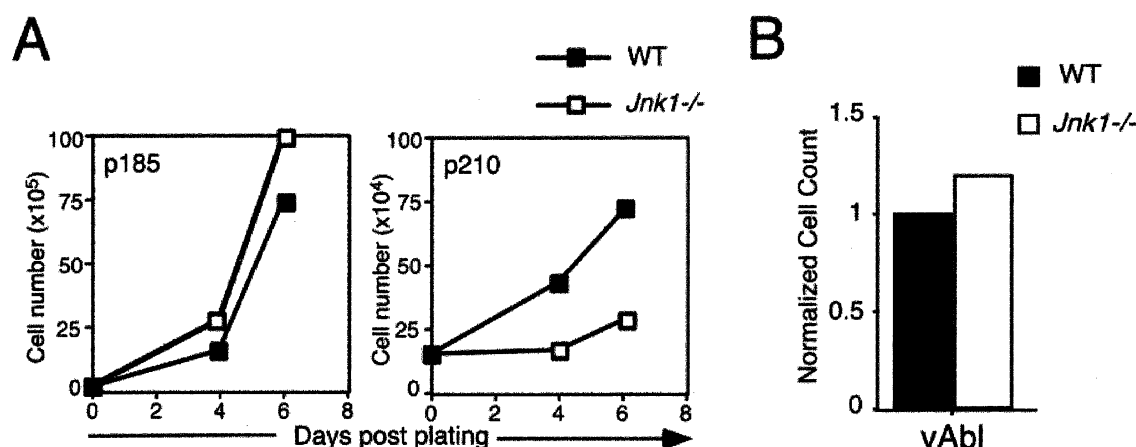 A
WT
Jnk1-/-
p185
Cell number (x10⁵)
100
75
50
25
0
0 2 4 6 8
p210
Cell number (x10⁴)
100
75
50
25
0
0 2 4 6 8
Days post plating
B
WT
Jnk1-/-
Normalized Cell Count
1.5
1
0.5
0
vAbl